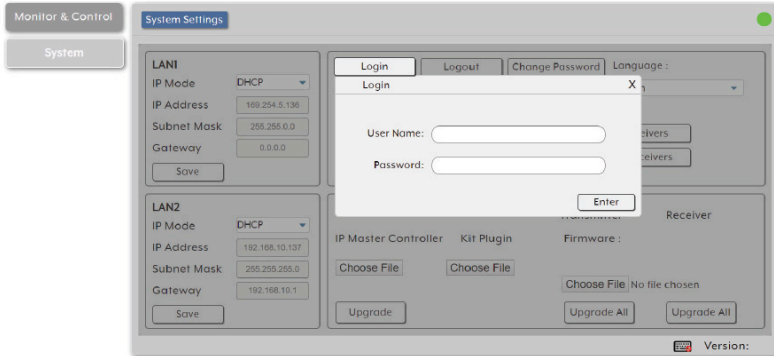 Monitor & Control
System
System Settings
LAN1
IP Mode DHCP
IP Address 169.254.5.136
Subnet Mask 255.255.0.0
Gateway 0.0.0.0
Save
Login Logout Change Password Language :
Login X
User Name:
Password:
Enter
LAN2
IP Mode DHCP
IP Address 192.168.10.137
Subnet Mask 255.255.255.0
Gateway 192.168.10.1
Save
Receiver
IP Master Controller Kit Plugin Firmware :
Choose File Choose File
Choose File No file chosen
Upgrade Upgrade All Upgrade All
Version: